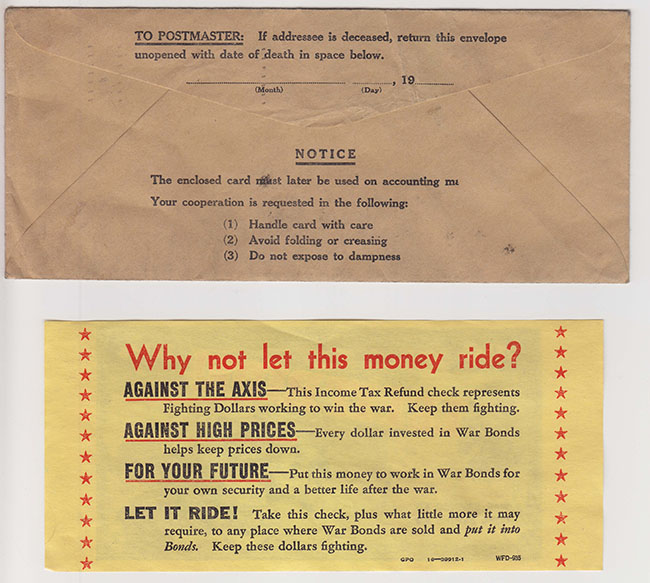 TO POSTMASTER: If addressee is deceased, return this envelope
unopened with date of death in space below.
, 19
(Month) (Day)
NOTICE
The enclosed card must later be used on accounting ma
Your cooperation is requested in the following:
(1) Handle card with care
(2) Avoid folding or creasing
(3) Do not expose to dampness
Why not let this money ride?
AGAINST THE AXIS—This Income Tax Refund check represents
Fighting Dollars working to win the war. Keep them fighting.
AGAINST HIGH PRICES—Every dollar invested in War Bonds
helps keep prices down.
FOR YOUR FUTURE—Put this money to work in War Bonds for
your own security and a better life after the war.
LET IT RIDE! Take this check, plus what little more it may
require, to any place where War Bonds are sold and put it into
Bonds. Keep these dollars fighting.
GPO WFD-915